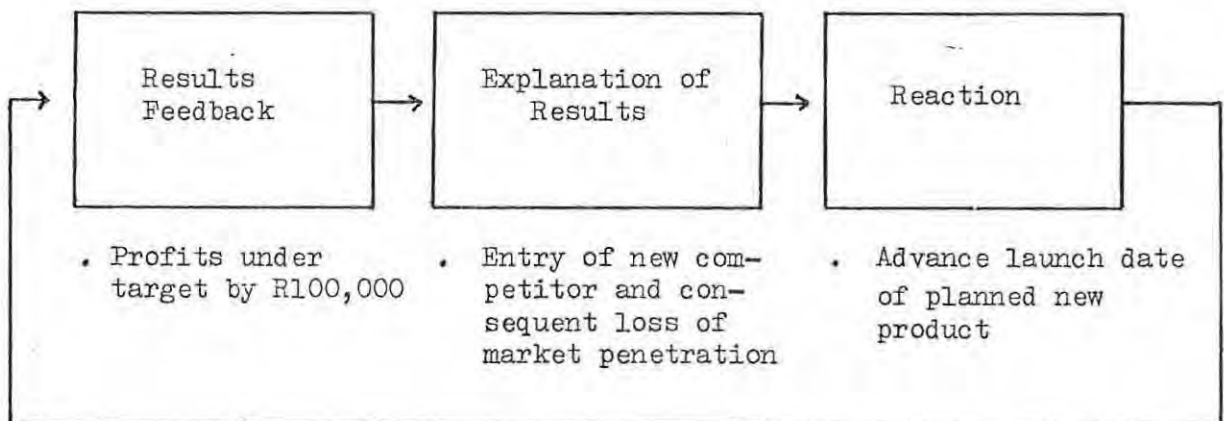 Results
Feedback
Explanation of
Results
Reaction
. Profits under
target by R100,000
. Entry of new com-
petitor and con-
sequent loss of
market penetration
. Advance launch date
of planned new
product